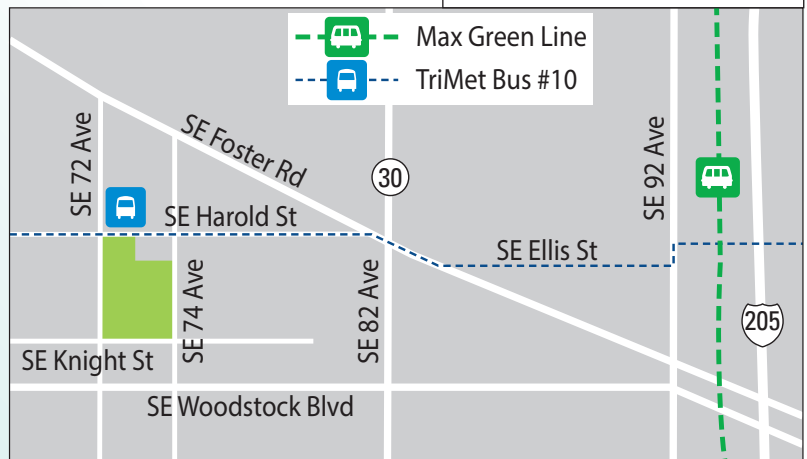 Max Green Line
TriMet Bus #10
SE 72 Ave
SE Foster Rd
30
SE 92 Ave
SE Harold St
SE Ellis St
SE 74 Ave
SE 82 Ave
205
SE Knight St
SE Woodstock Blvd